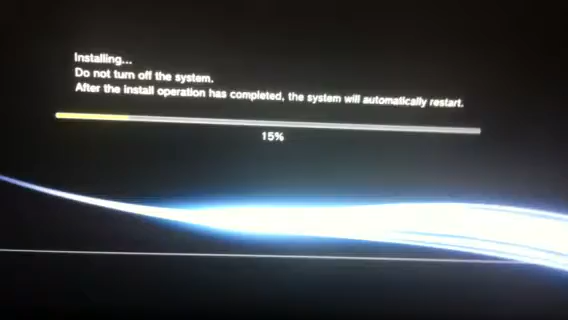 Installing...
Do not turn off the system.
After the install operation has completed, the system will automatically restart.
15%